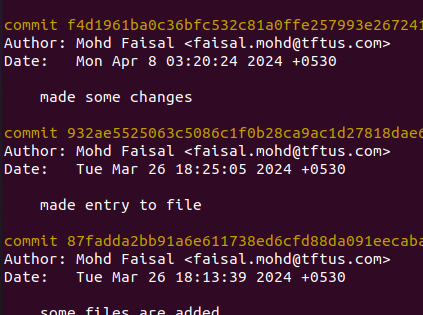 commit f4d1961ba0c36bfc532c81a0ffe257993e267241
Author: Mohd Faisal <faisal.mohd@tftus.com>
Date:   Mon Apr 8 03:20:24 2024 +0530
made some changes
commit 932ae5525063c5086c1f0b28ca9ac1d27818dae6
Author: Mohd Faisal <faisal.mohd@tftus.com>
Date:   Tue Mar 26 18:25:05 2024 +0530
made entry to file
commit 87fadda2bb91a6e611738ed6cfd88da091eecaba
Author: Mohd Faisal <faisal.mohd@tftus.com>
Date:   Tue Mar 26 18:13:39 2024 +0530
some files are added